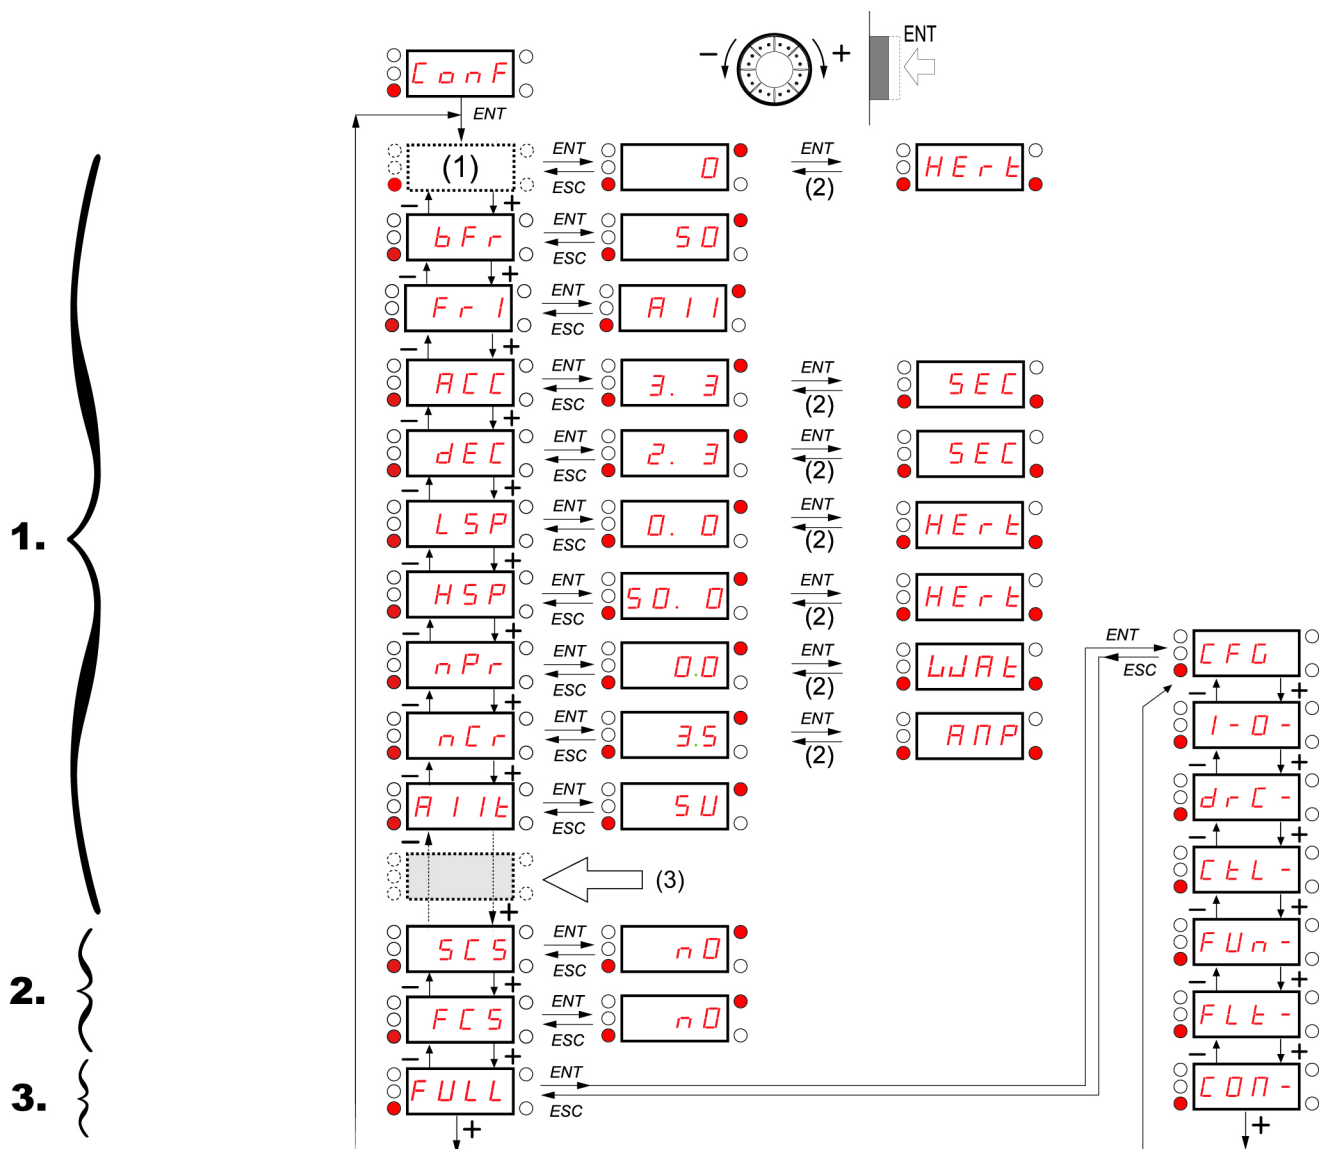 − + ENT
ConF
ENT
(1) ENT ESC 0 ENT (2) HErt
− +
bFr ENT ESC 50
− +
Fr1 ENT ESC A11
− +
ACC ENT ESC 3. 3 ENT (2) SEC
− +
dEC ENT ESC 2. 3 ENT (2) SEC
− +
LSP ENT ESC 0. 0 ENT (2) HErt
− +
HSP ENT ESC 50. 0 ENT (2) HErt
− +
nPr ENT ESC 0.0 ENT (2) WAt
− +
nCr ENT ESC 3.5 ENT (2) AMP
− +
A11t ENT ESC 5U
−
(3)
+
SCS ENT ESC n0
− +
FCS ENT ESC n0
− +
FULL ENT ESC
+
1.
2.
3.
ENT ESC CFG
− +
I-O-
− +
drC-
− +
CtL-
− +
FUn-
− +
FLt-
− +
COM-
+